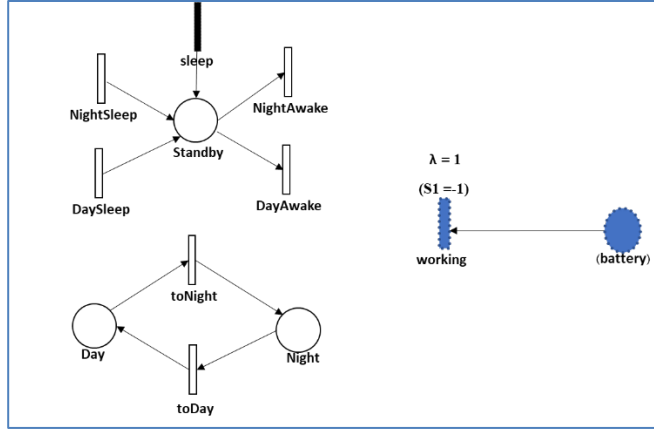 sleep
NightSleep
NightAwake
Standby
DaySleep
DayAwake
λ = 1
(S1 =-1)
working
(battery)
toNight
Day
Night
toDay